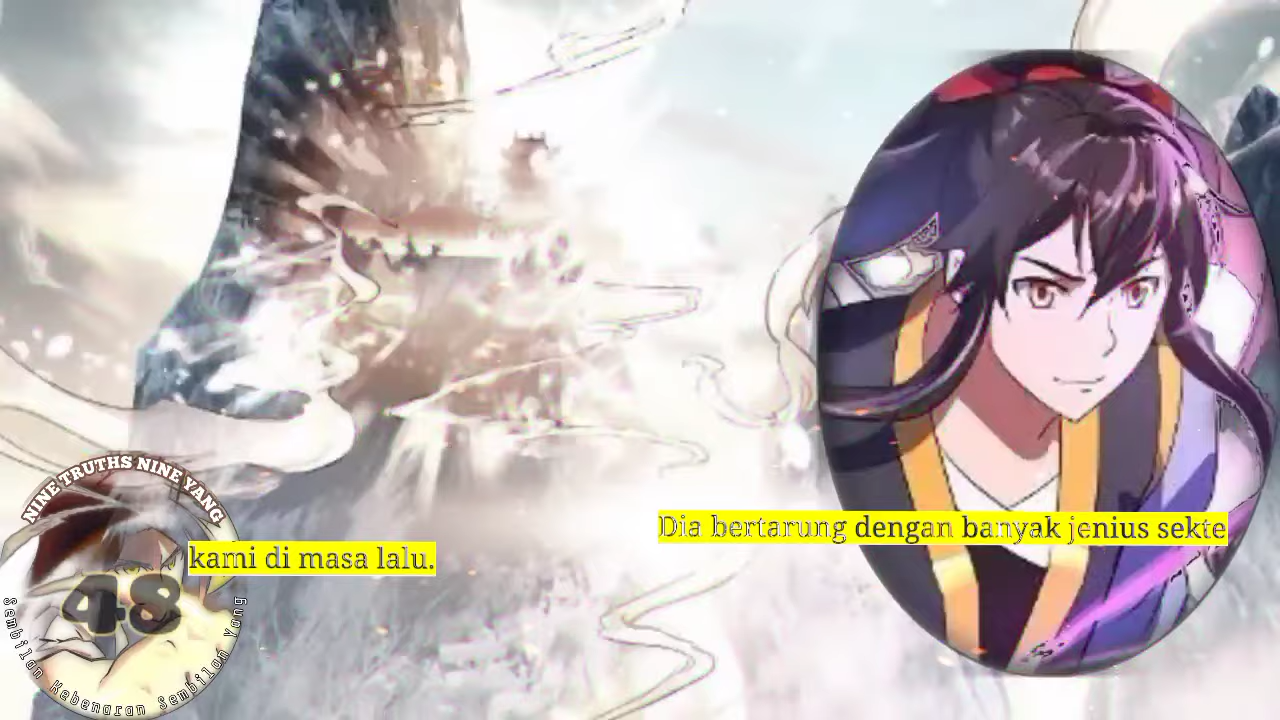 Dia bertarung dengan banyak jenius sekte
kami di masa lalu.
NINE TRUTHS NINE YANG
48
Sembilan Kebenaran Sembilan Yang